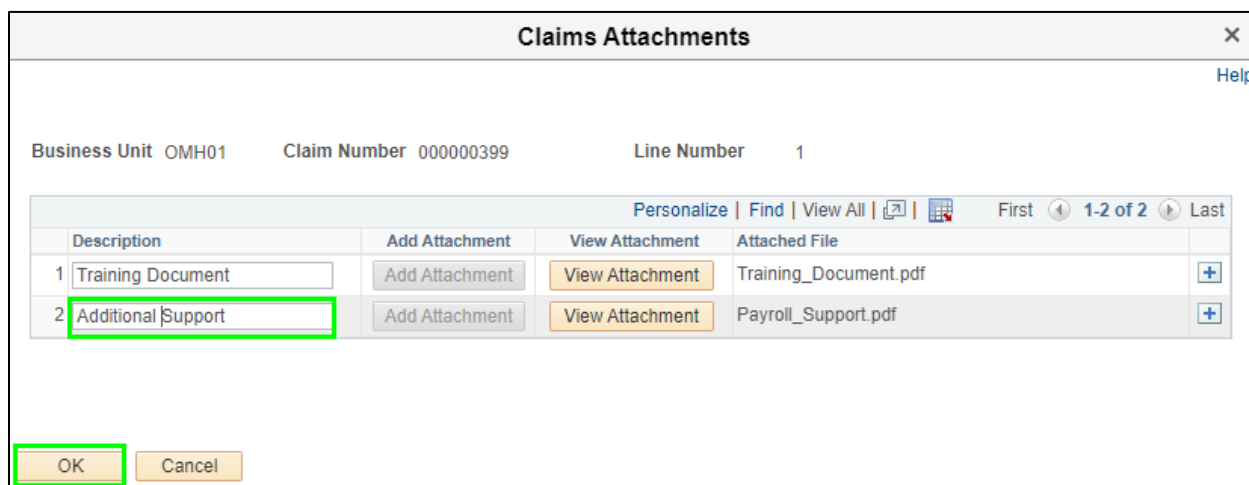 Claims Attachments ×
Help
Business Unit OMH01 Claim Number 000000399 Line Number 1
Personalize | Find | View All | | First 1-2 of 2 Last
Description Add Attachment View Attachment Attached File
1 Training Document Add Attachment View Attachment Training_Document.pdf +
2 Additional Support Add Attachment View Attachment Payroll_Support.pdf +
OK Cancel